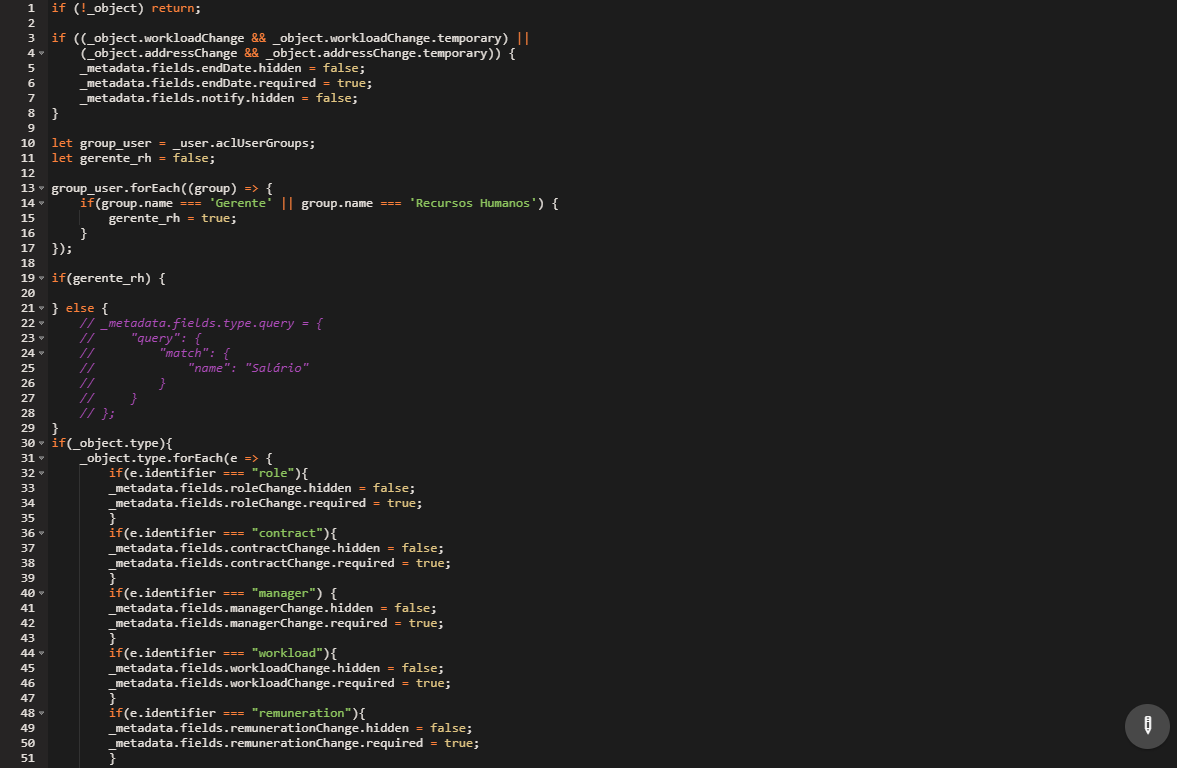 1 if (!_object) return;
2
3 if ((_object.workloadChange && _object.workloadChange.temporary) ||
4     (_object.addressChange && _object.addressChange.temporary)) {
5     _metadata.fields.endDate.hidden = false;
6     _metadata.fields.endDate.required = true;
7     _metadata.fields.notify.hidden = false;
8 }
9
10 let group_user = _user.aclUserGroups;
11 let gerente_rh = false;
12
13 group_user.forEach((group) => {
14     if(group.name === 'Gerente' || group.name === 'Recursos Humanos') {
15         gerente_rh = true;
16     }
17 });
18
19 if(gerente_rh) {
20
21 } else {
22     // _metadata.fields.type.query = {
23     //     "query": {
24     //         "match": {
25     //             "name": "Salário"
26     //         }
27     //     }
28     // };
29 }
30 if(_object.type){
31     _object.type.forEach(e => {
32         if(e.identifier === "role"){
33         _metadata.fields.roleChange.hidden = false;
34         _metadata.fields.roleChange.required = true;
35         }
36         if(e.identifier === "contract"){
37         _metadata.fields.contractChange.hidden = false;
38         _metadata.fields.contractChange.required = true;
39         }
40         if(e.identifier === "manager") {
41         _metadata.fields.managerChange.hidden = false;
42         _metadata.fields.managerChange.required = true;
43         }
44         if(e.identifier === "workload"){
45         _metadata.fields.workloadChange.hidden = false;
46         _metadata.fields.workloadChange.required = true;
47         }
48         if(e.identifier === "remuneration"){
49         _metadata.fields.remunerationChange.hidden = false;
50         _metadata.fields.remunerationChange.required = true;
51         }